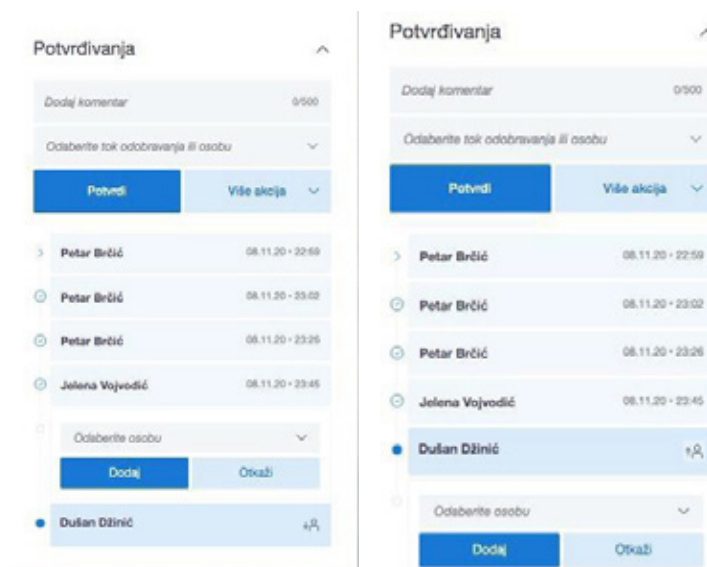 Potvrđivanja
Dodaj komentar 0/500
Odaberite tok odobravanja ili osobu
Potvrdi Više akcija
Petar Brčić 08.11.20 • 22:59
Petar Brčić 08.11.20 • 23:02
Petar Brčić 08.11.20 • 23:26
Jelena Vojvodić 08.11.20 • 23:45
Odaberite osobu
Dodaj Otkaži
Dušan Džinić
Potvrđivanja
Dodaj komentar 0/500
Odaberite tok odobravanja ili osobu
Potvrdi Više akcija
Petar Brčić 08.11.20 • 22:59
Petar Brčić 08.11.20 • 23:02
Petar Brčić 08.11.20 • 23:26
Jelena Vojvodić 08.11.20 • 23:45
Dušan Džinić
Odaberite osobu
Dodaj Otkaži